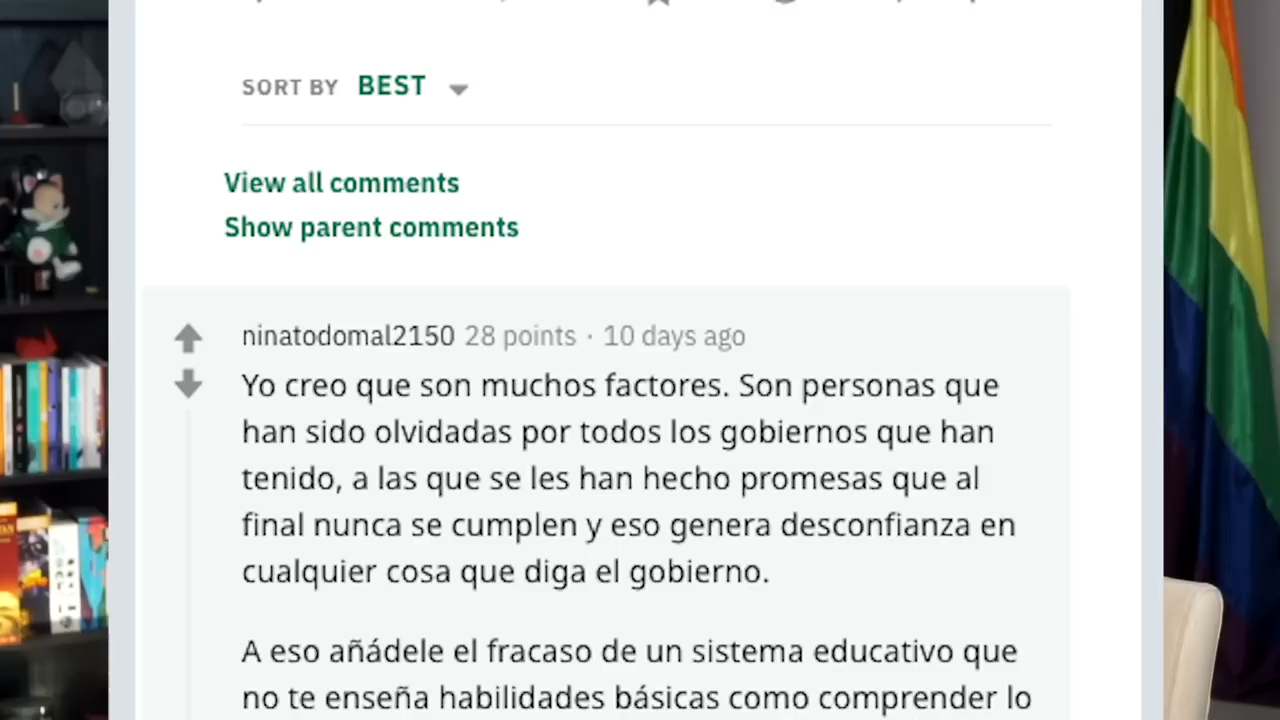 SORT BY BEST
View all comments
Show parent comments
ninatodomal2150 28 points · 10 days ago
Yo creo que son muchos factores. Son personas que
han sido olvidadas por todos los gobiernos que han
tenido, a las que se les han hecho promesas que al
final nunca se cumplen y eso genera desconfianza en
cualquier cosa que diga el gobierno.
A eso añádele el fracaso de un sistema educativo que
no te enseña habilidades básicas como comprender lo